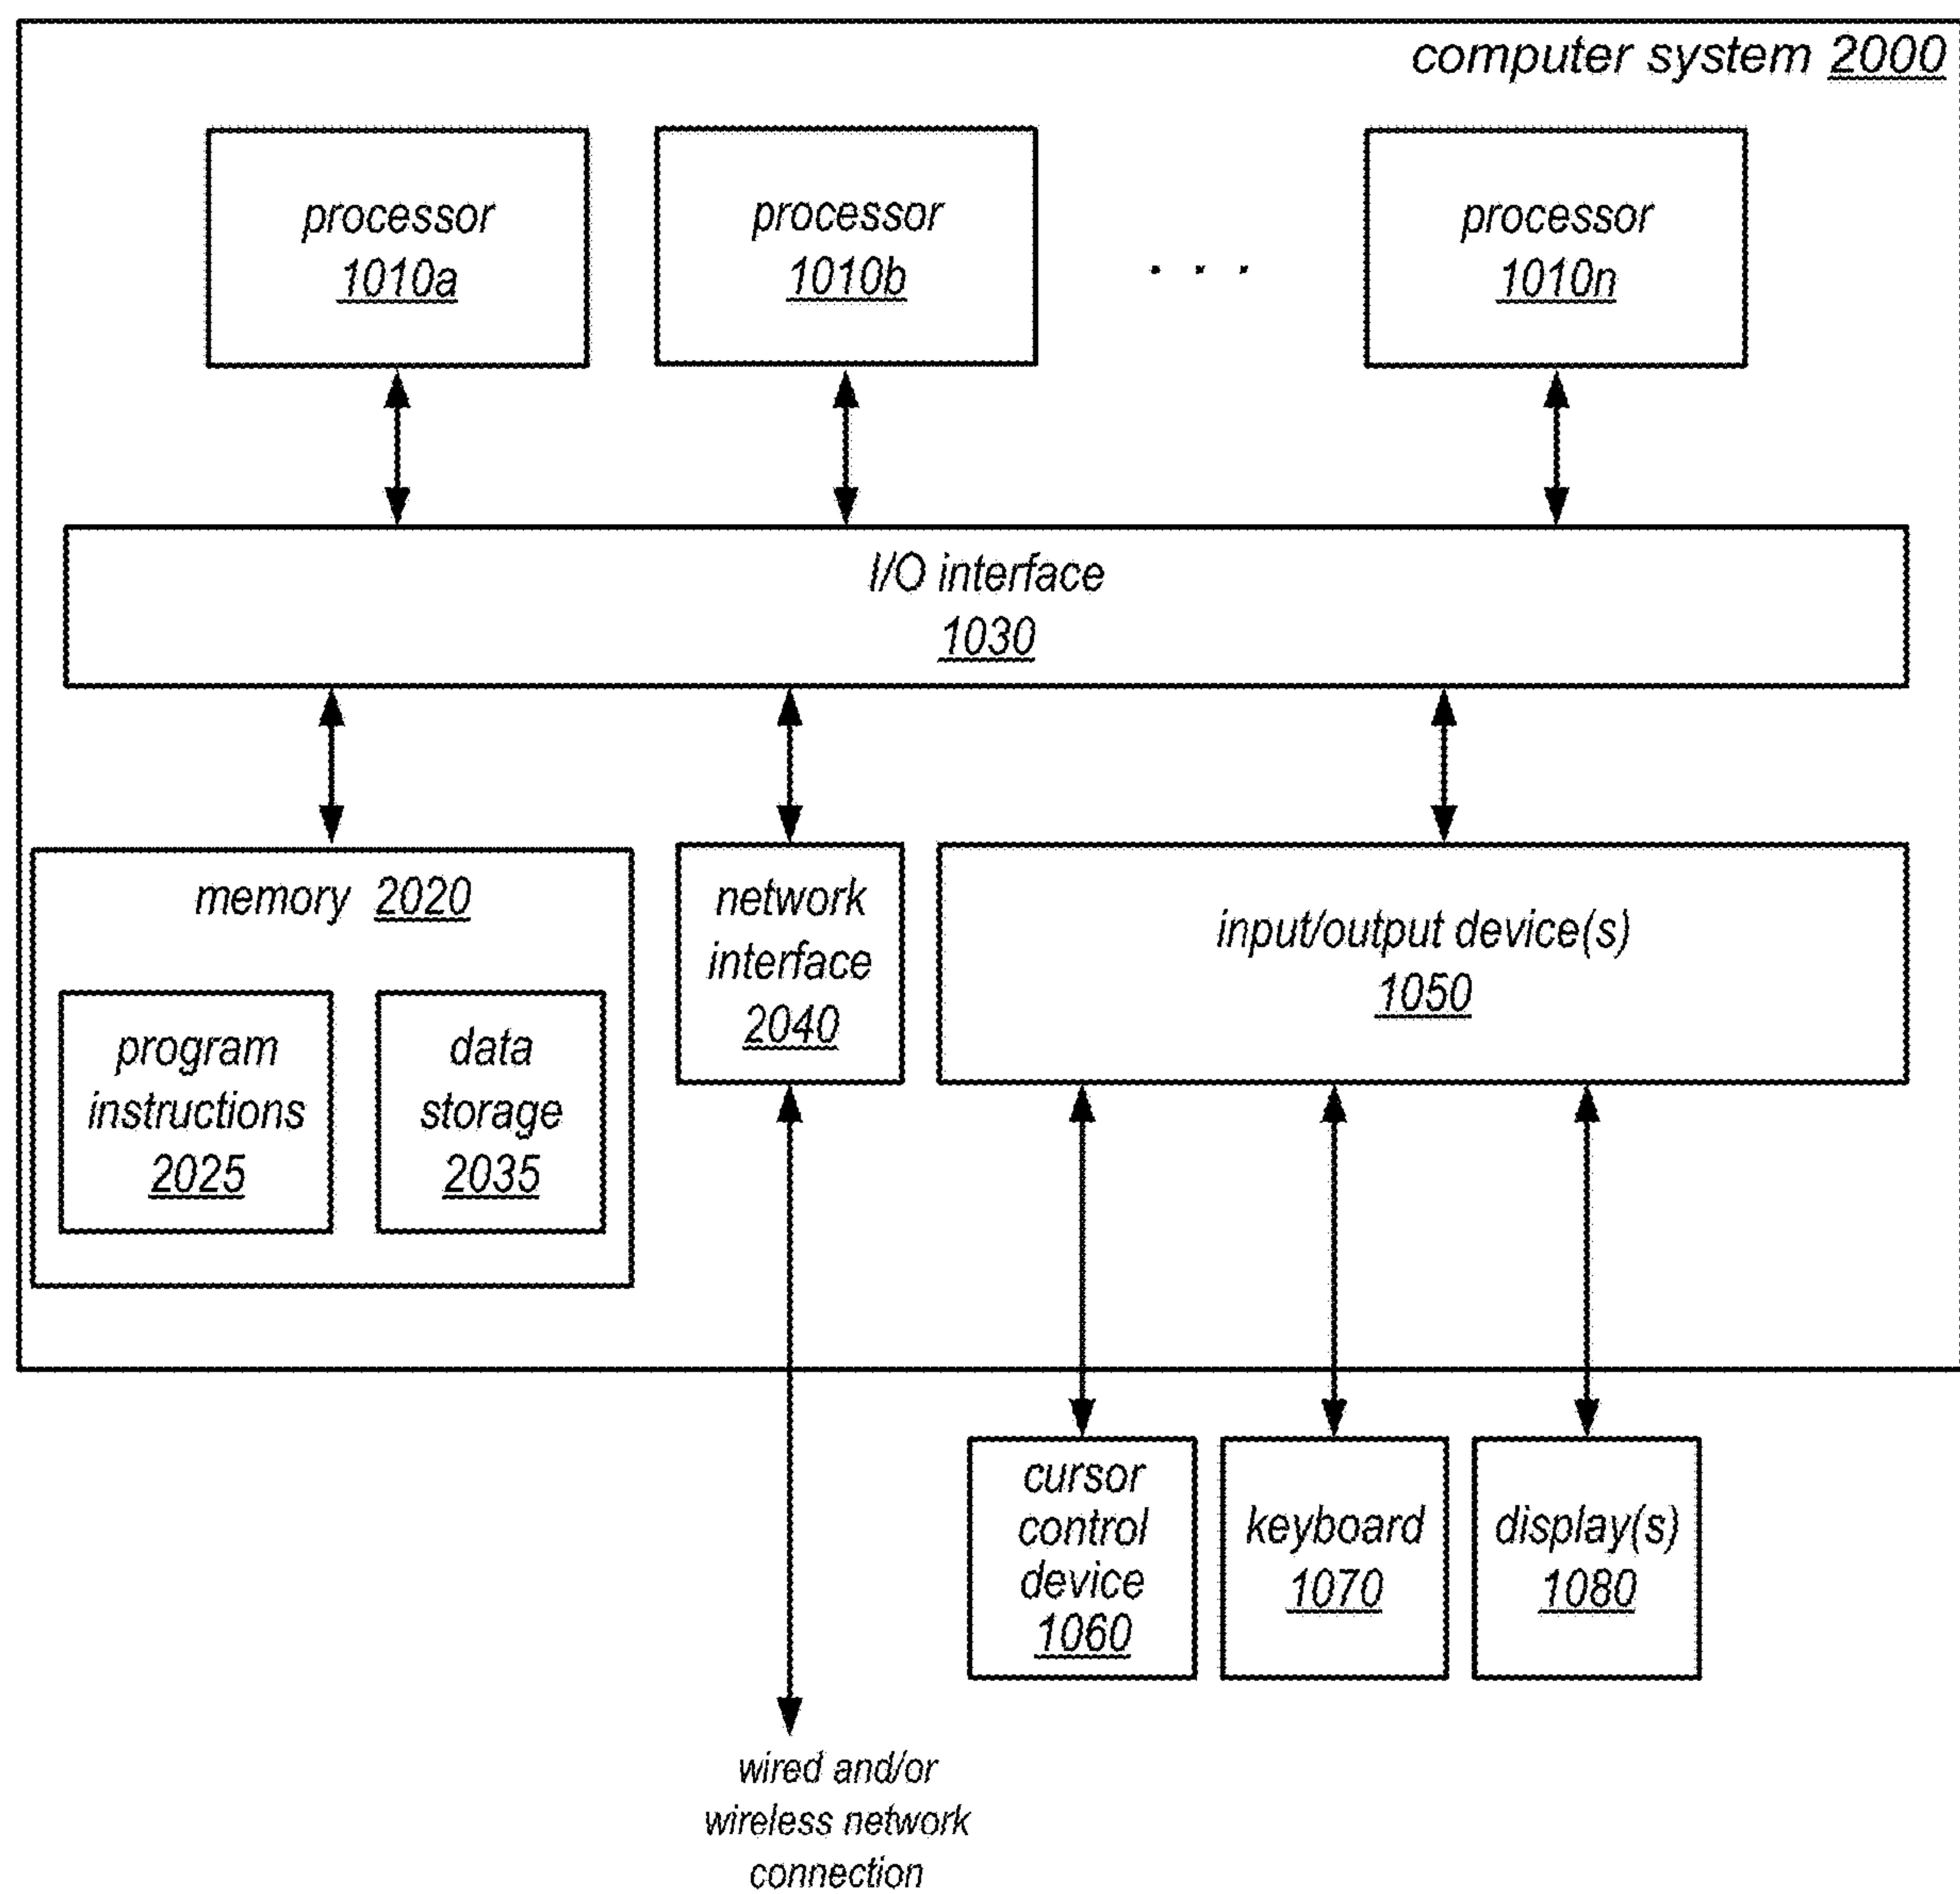 computer system 2000
processor
1010a
processor
1010b
. . .
processor
1010n
I/O interface
1030
memory 2020
program
instructions
2025
data
storage
2035
network
interface
2040
input/output device(s)
1050
cursor
control
device
1060
keyboard
1070
display(s)
1080
wired and/or
wireless network
connection